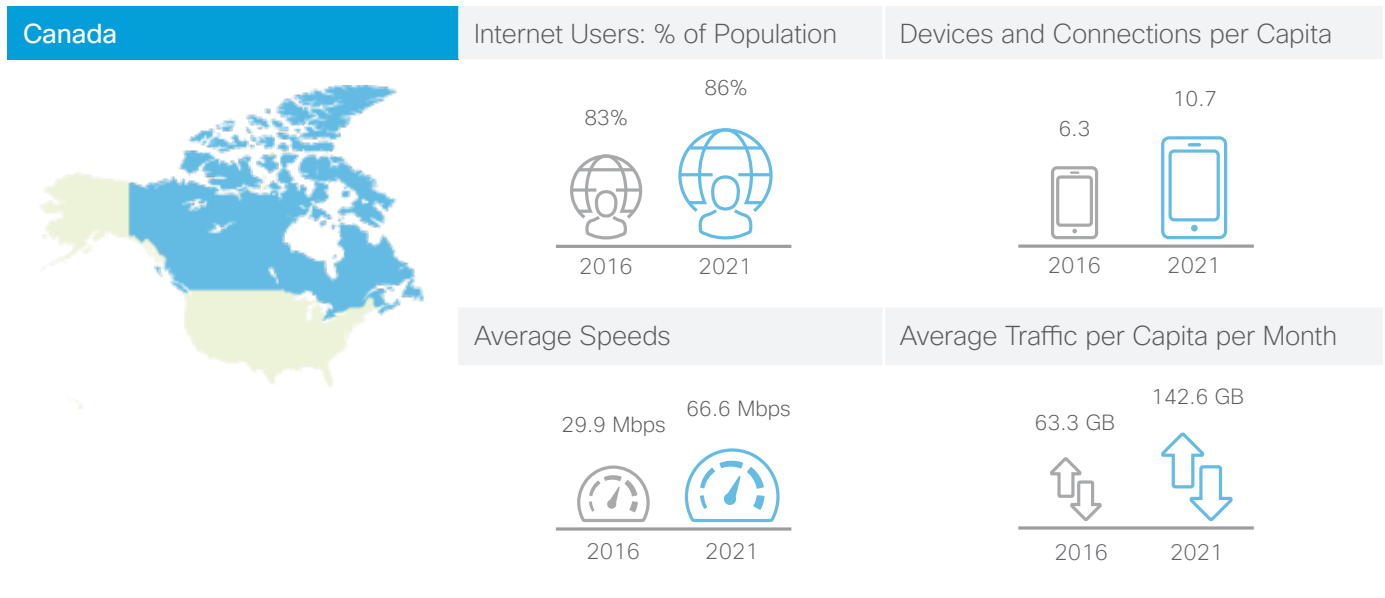 Canada
Internet Users: % of Population
83%
86%
2016
2021
Devices and Connections per Capita
6.3
10.7
2016
2021
Average Speeds
29.9 Mbps
66.6 Mbps
2016
2021
Average Traffic per Capita per Month
63.3 GB
142.6 GB
2016
2021